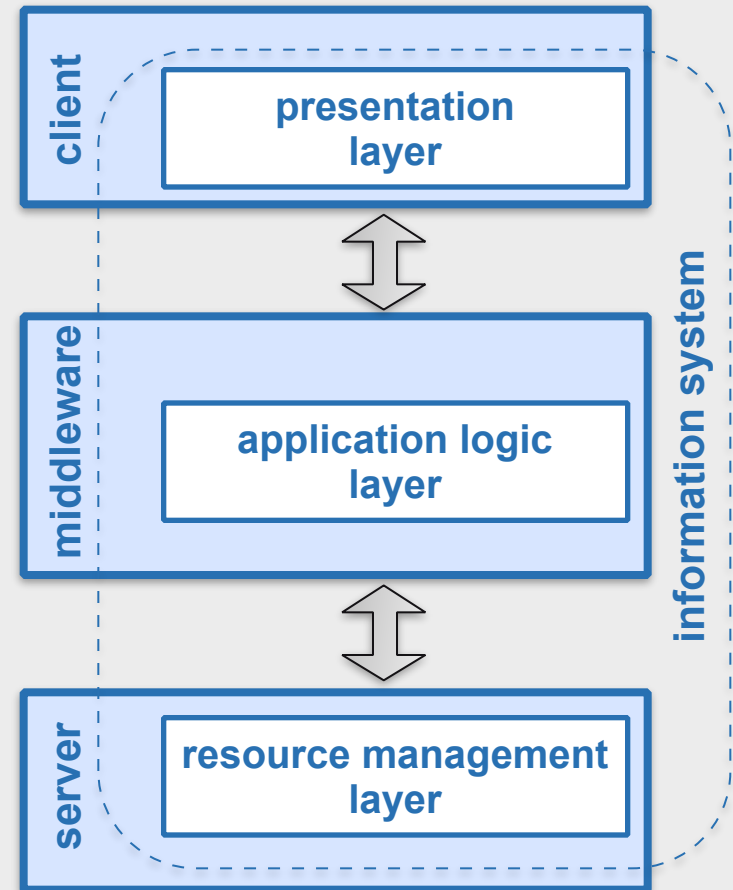 client
presentation
layer
middleware
application logic
layer
information system
server
resource management
layer